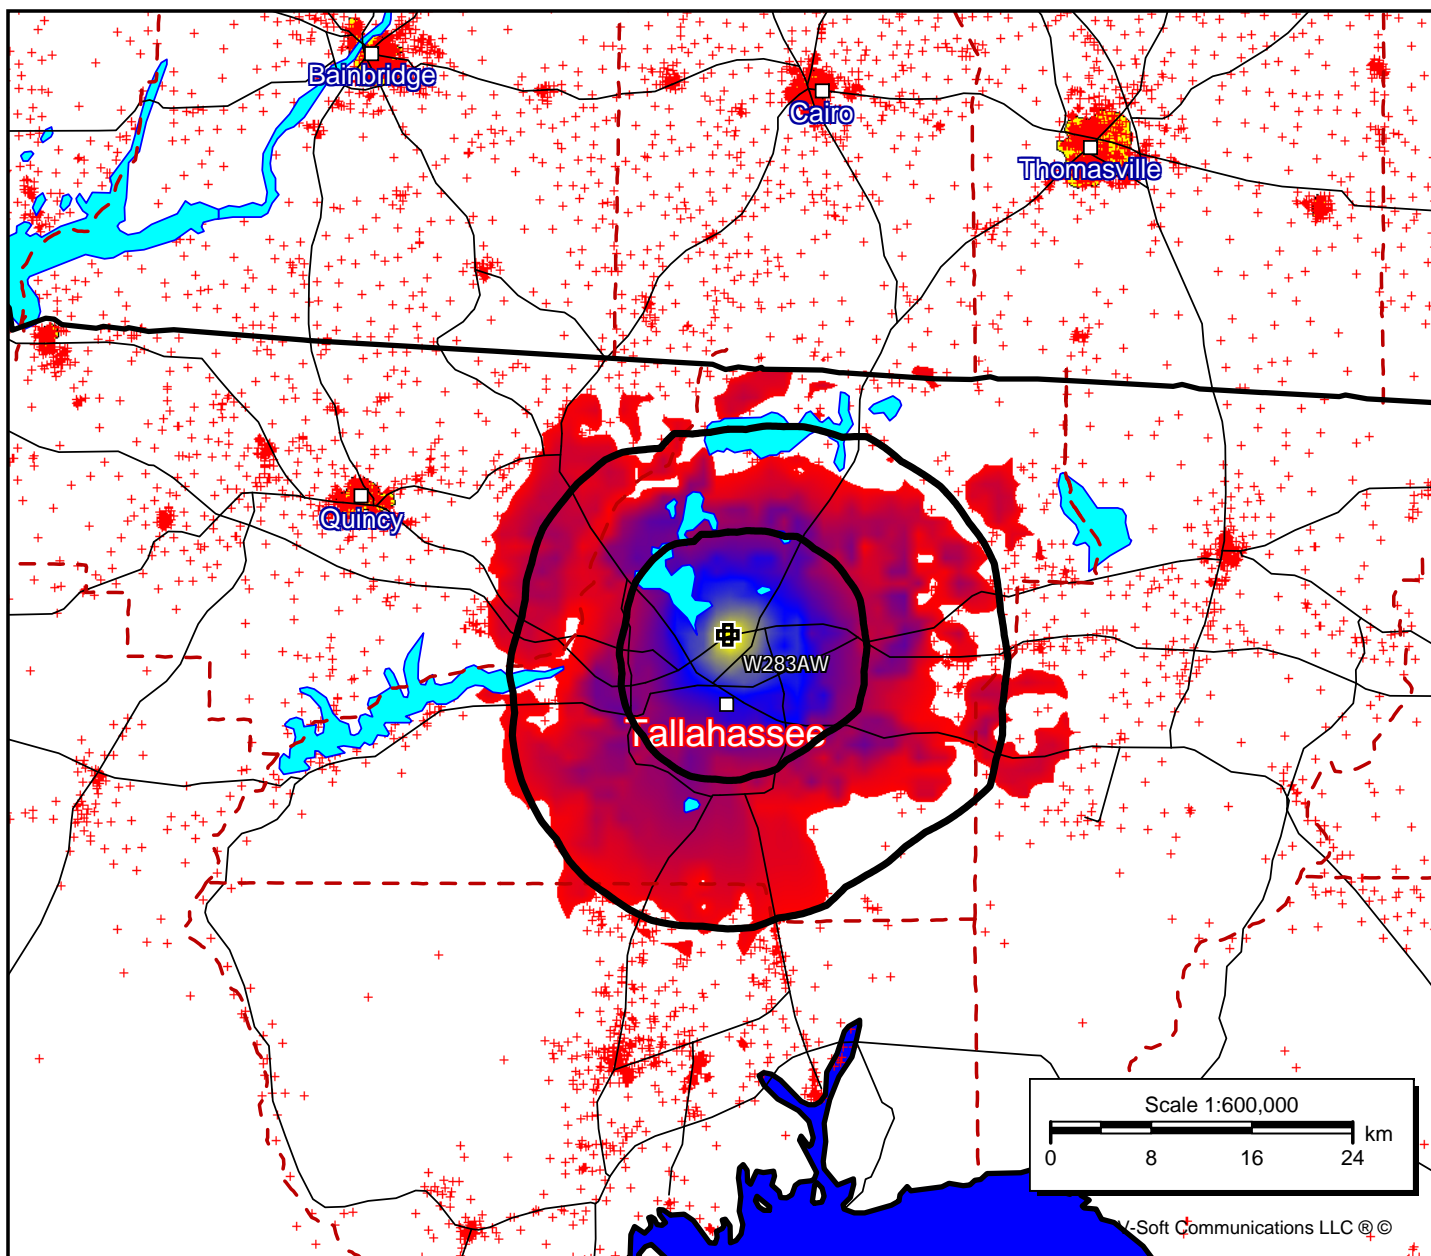 Bainbridge
Cairo
Thomasville
Quincy
W283AW
Tallahassee
Scale 1:600,000
km
0 8 16 24
V-Soft Communications LLC ® ©